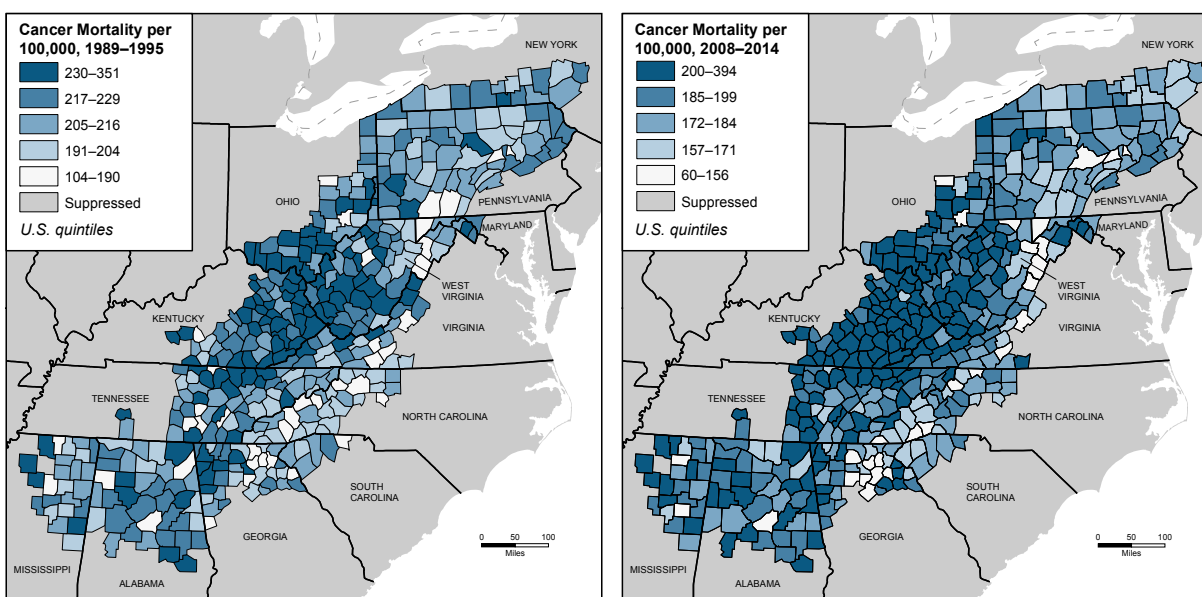 Cancer Mortality per
100,000, 1989–1995
230–351
217–229
205–216
191–204
104–190
Suppressed
U.S. quintiles
NEW YORK
OHIO
PENNSYLVANIA
MARYLAND
WEST
VIRGINIA
KENTUCKY
VIRGINIA
TENNESSEE
NORTH CAROLINA
SOUTH
CAROLINA
GEORGIA
MISSISSIPPI
ALABAMA
0 50 100
Miles
Cancer Mortality per
100,000, 2008–2014
200–394
185–199
172–184
157–171
60–156
Suppressed
U.S. quintiles
NEW YORK
OHIO
PENNSYLVANIA
MARYLAND
WEST
VIRGINIA
KENTUCKY
VIRGINIA
TENNESSEE
NORTH CAROLINA
SOUTH
CAROLINA
GEORGIA
MISSISSIPPI
ALABAMA
0 50 100
Miles